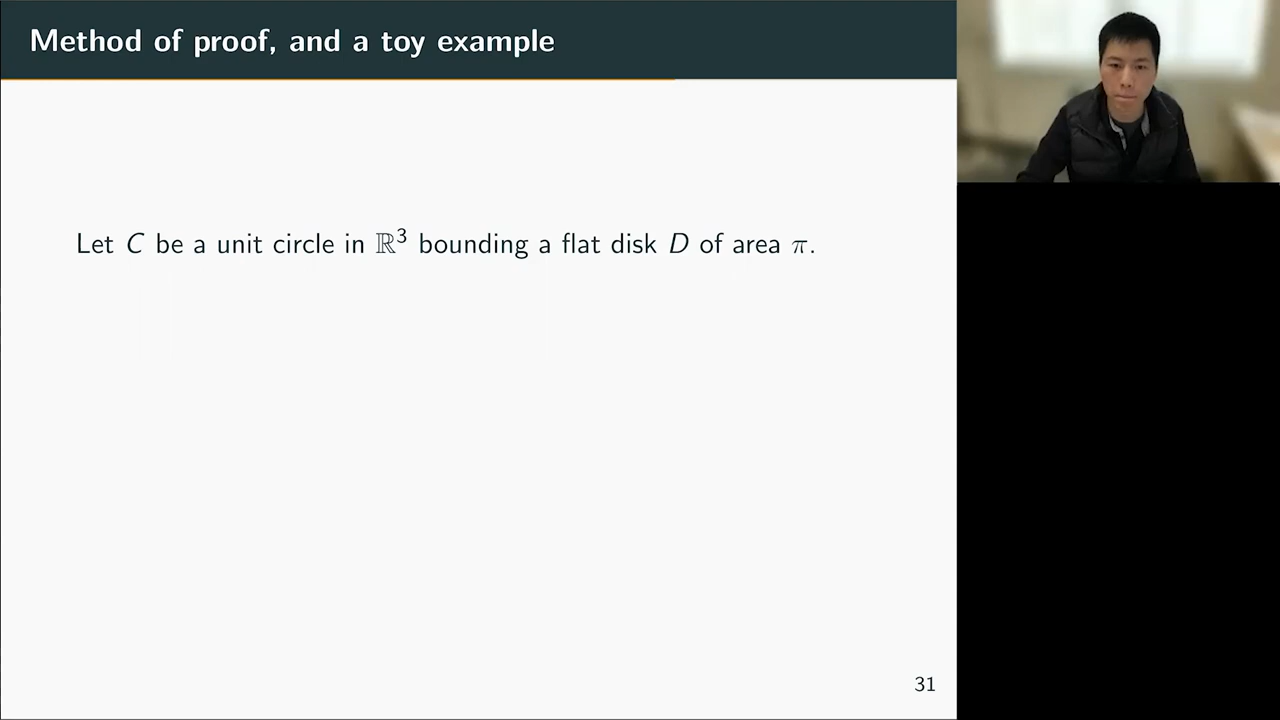 Method of proof, and a toy example
Let C be a unit circle in ℝ³ bounding a flat disk D of area π.
31